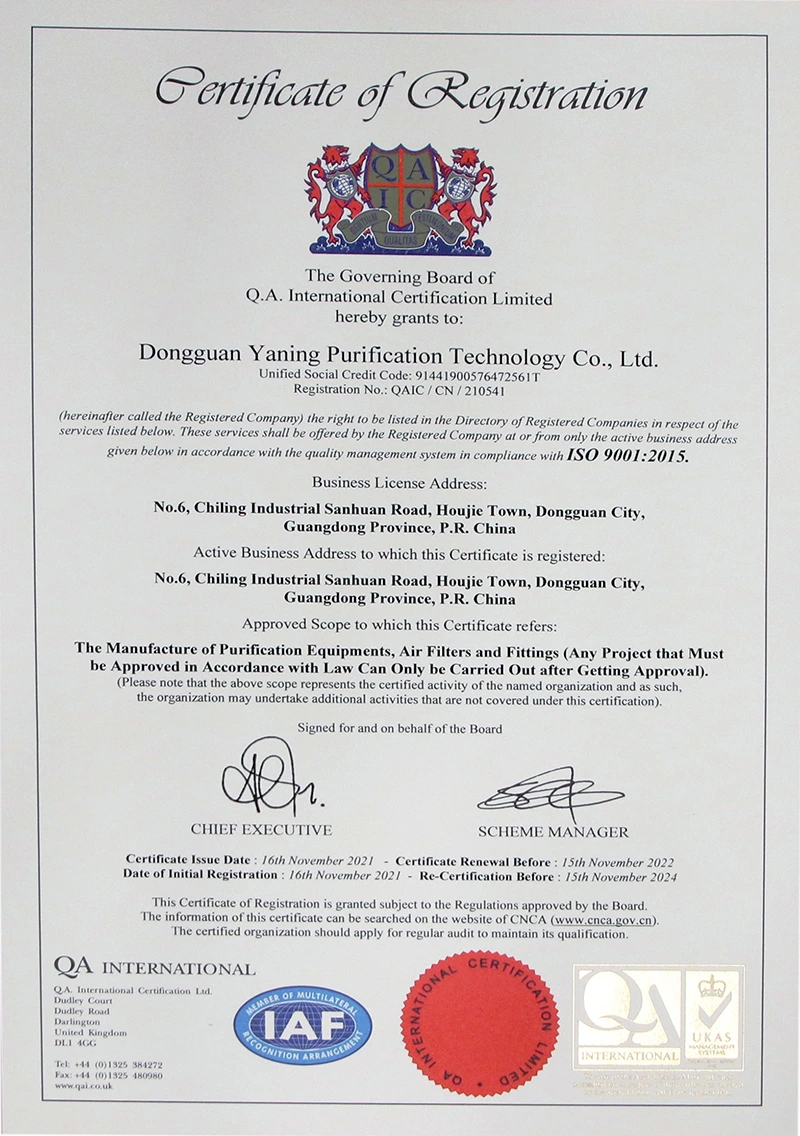 Certificate of Registration
QA
IC
QUALITAS
The Governing Board of
Q.A. International Certification Limited
hereby grants to:
Dongguan Yaning Purification Technology Co., Ltd.
Unified Social Credit Code: 91441900576472561T
Registration No.: QAIC / CN / 210541
(hereinafter called the Registered Company) the right to be listed in the Directory of Registered Companies in respect of the
services listed below. These services shall be offered by the Registered Company at or from only the active business address
given below in accordance with the quality management system in compliance with ISO 9001:2015.
Business License Address:
No.6, Chiling Industrial Sanhuan Road, Houjie Town, Dongguan City,
Guangdong Province, P.R. China
Active Business Address to which this Certificate is registered:
No.6, Chiling Industrial Sanhuan Road, Houjie Town, Dongguan City,
Guangdong Province, P.R. China
Approved Scope to which this Certificate refers:
The Manufacture of Purification Equipments, Air Filters and Fittings (Any Project that Must
be Approved in Accordance with Law Can Only be Carried Out after Getting Approval).
(Please note that the above scope represents the certified activity of the named organization and as such,
the organization may undertake additional activities that are not covered under this certification).
Signed for and on behalf of the Board
CHIEF EXECUTIVE
SCHEME MANAGER
Certificate Issue Date : 16th November 2021 - Certificate Renewal Before : 15th November 2022
Date of Initial Registration : 16th November 2021 - Re-Certification Before : 15th November 2024
This Certificate of Registration is granted subject to the Regulations approved by the Board.
The information of this certificate can be searched on the website of CNCA (www.cnca.gov.cn).
The certified organization should apply for regular audit to maintain its qualification.
QA INTERNATIONAL
Q.A. International Certification Ltd.
Dudley Court
Dudley Road
Darlington
United Kingdom
DL1 4GG
Tel: +44 (0)1325 384272
Fax: +44 (0)1325 480980
www.qai.co.uk
MEMBER OF MULTILATERAL
IAF
RECOGNITION ARRANGEMENT
QA INTERNATIONAL CERTIFICATION LIMITED
QA
INTERNATIONAL
UKAS
MANAGEMENT
SYSTEMS